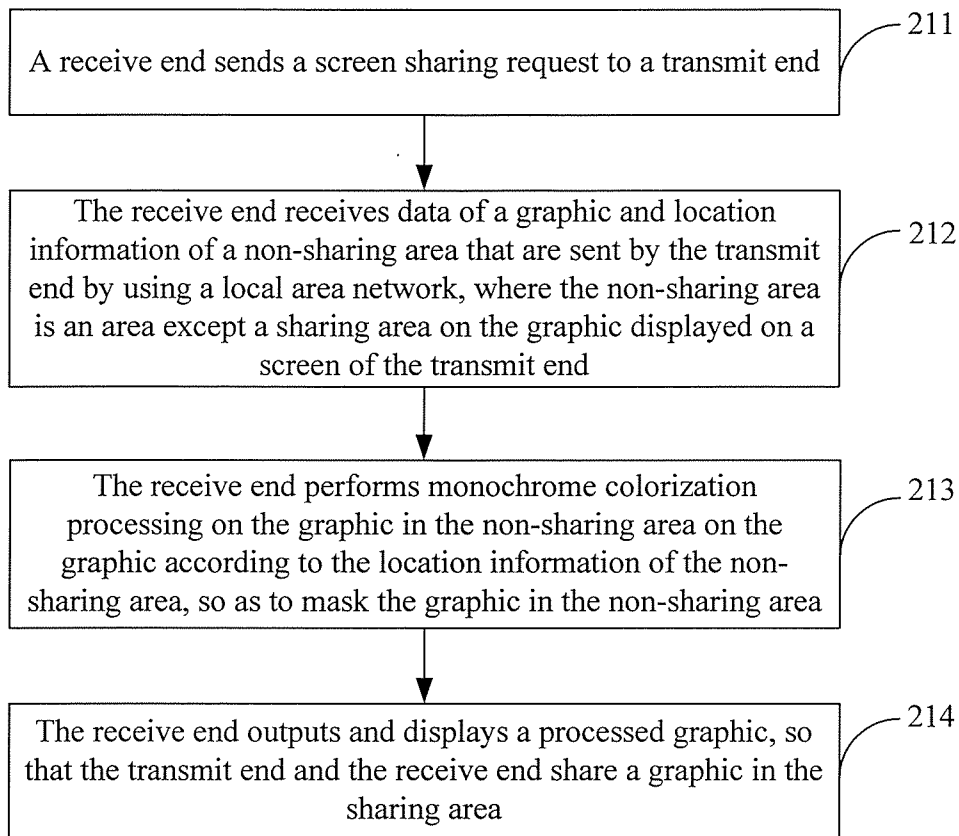 211
A receive end sends a screen sharing request to a transmit end
The receive end receives data of a graphic and location
information of a non-sharing area that are sent by the transmit
end by using a local area network, where the non-sharing area
is an area except a sharing area on the graphic displayed on a
screen of the transmit end
212
The receive end performs monochrome colorization
processing on the graphic in the non-sharing area on the
graphic according to the location information of the non-
sharing area, so as to mask the graphic in the non-sharing area
213
The receive end outputs and displays a processed graphic, so
that the transmit end and the receive end share a graphic in the
sharing area
214